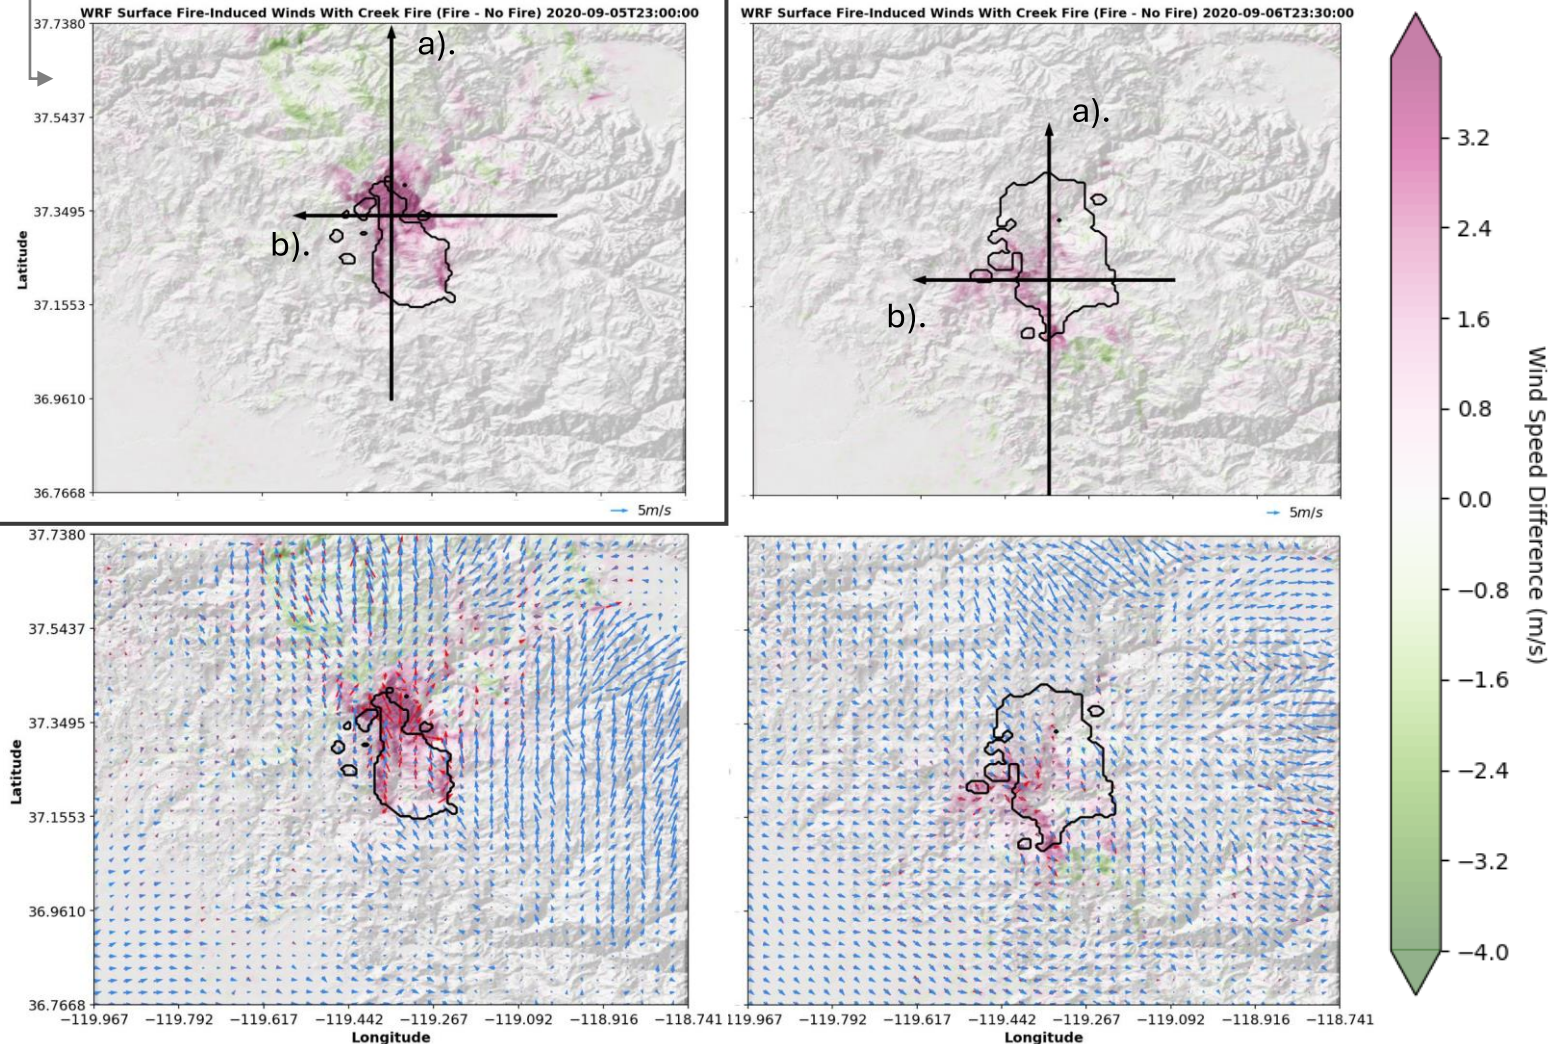 WRF Surface Fire-Induced Winds With Creek Fire (Fire - No Fire) 2020-09-05T23:00:00
WRF Surface Fire-Induced Winds With Creek Fire (Fire - No Fire) 2020-09-06T23:30:00
37.7380
37.5437
37.3495
37.1553
36.9610
36.7668
Latitude
a).
b).
5m/s
a).
b).
5m/s
37.7380
37.5437
37.3495
37.1553
36.9610
36.7668
Latitude
−119.967 −119.792 −119.617 −119.442 −119.267 −119.092 −118.916 −118.741
Longitude
119.967 −119.792 −119.617 −119.442 −119.267 −119.092 −118.916 −118.741
Longitude
3.2
2.4
1.6
0.8
0.0
−0.8
−1.6
−2.4
−3.2
−4.0
Wind Speed Difference (m/s)